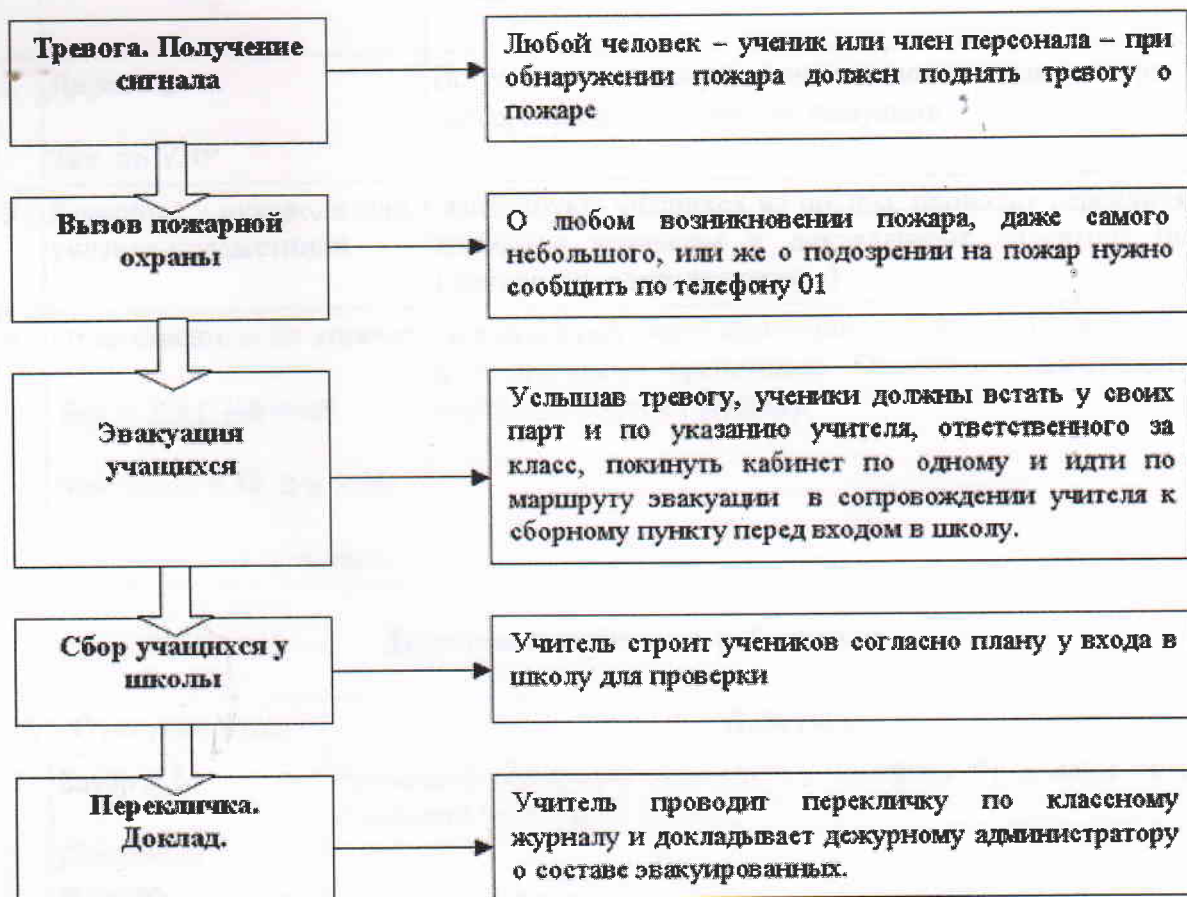 Тревога. Получение
сигнала
Любой человек – ученик или член персонала – при
обнаружении пожара должен поднять тревогу о
пожаре
Вызов пожарной
охраны
О любом возникновении пожара, даже самого
небольшого, или же о подозрении на пожар нужно
сообщить по телефону 01
Эвакуация
учащихся
Услышав тревогу, ученики должны встать у своих
парт и по указанию учителя, ответственного за
класс, покинуть кабинет по одному и идти по
маршруту эвакуации в сопровождении учителя к
сборному пункту перед входом в школу.
Сбор учащихся у
школы
Учитель строит учеников согласно плану у входа в
школу для проверки
Перекличка.
Доклад.
Учитель проводит перекличку по классному
журналу и докладывает дежурному администратору
о составе эвакуированных.